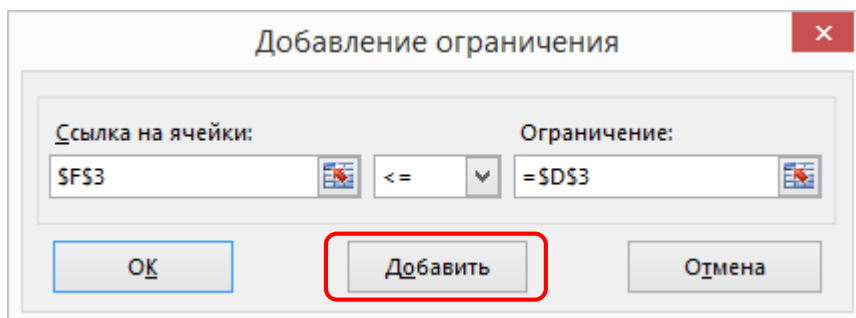 Добавление ограничения
Ссылка на ячейки:
Ограничение:
$F$3
<=
=$D$3
ОК
Добавить
Отмена